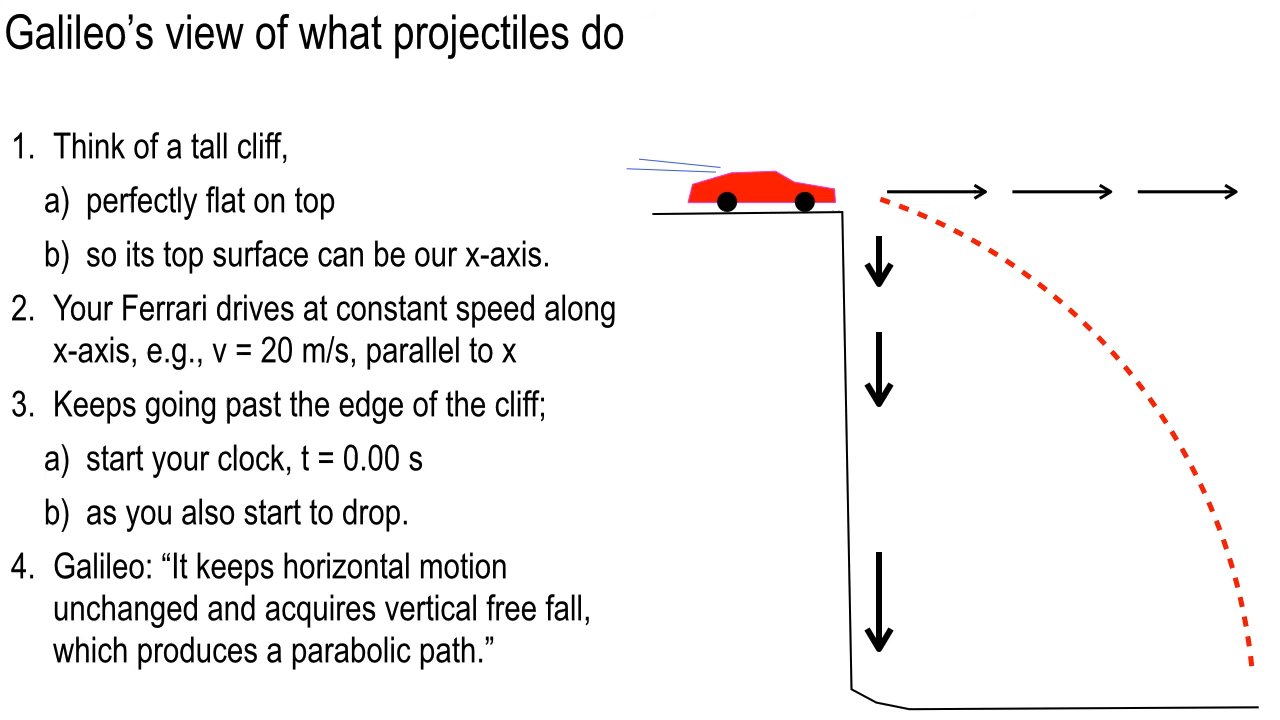 Galileo’s view of what projectiles do
1. Think of a tall cliff,
a) perfectly flat on top
b) so its top surface can be our x-axis.
2. Your Ferrari drives at constant speed along
x-axis, e.g., v = 20 m/s, parallel to x
3. Keeps going past the edge of the cliff;
a) start your clock, t = 0.00 s
b) as you also start to drop.
4. Galileo: “It keeps horizontal motion
unchanged and acquires vertical free fall,
which produces a parabolic path.”